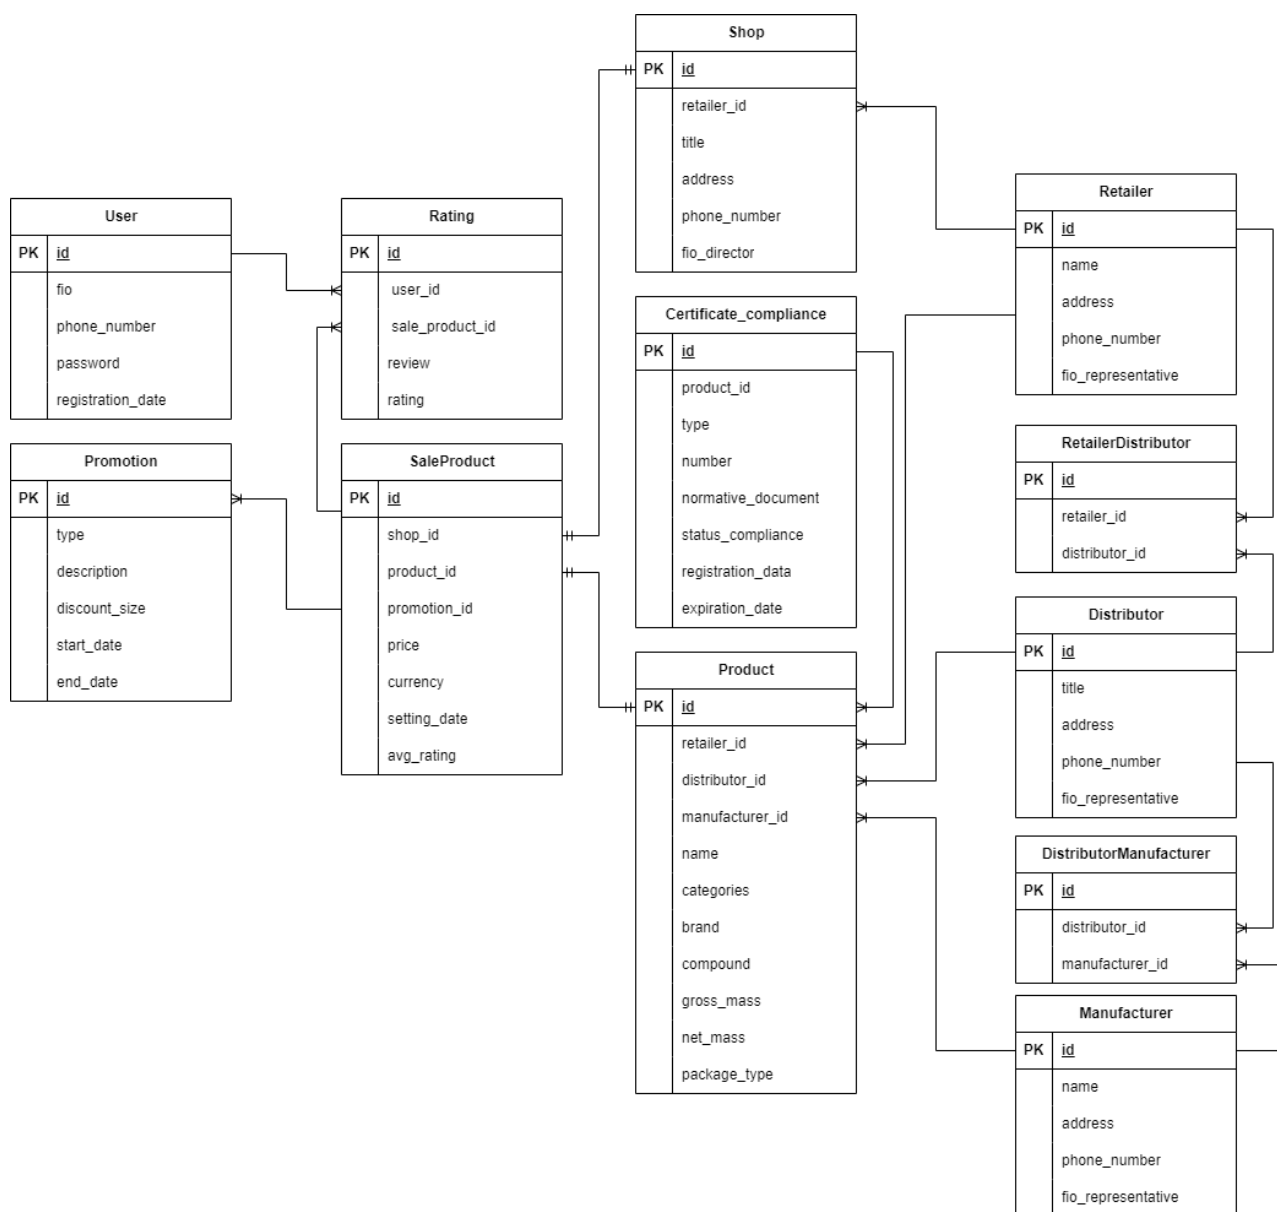 Shop
PK id
retailer_id
title
address
phone_number
fio_director
User
PK id
fio
phone_number
password
registration_date
Rating
PK id
user_id
sale_product_id
review
rating
Certificate_compliance
PK id
product_id
type
number
normative_document
status_compliance
registration_data
expiration_date
Retailer
PK id
name
address
phone_number
fio_representative
Promotion
PK id
type
description
discount_size
start_date
end_date
SaleProduct
PK id
shop_id
product_id
promotion_id
price
currency
setting_date
avg_rating
RetailerDistributor
PK id
retailer_id
distributor_id
Product
PK id
retailer_id
distributor_id
manufacturer_id
name
categories
brand
compound
gross_mass
net_mass
package_type
Distributor
PK id
title
address
phone_number
fio_representative
DistributorManufacturer
PK id
distributor_id
manufacturer_id
Manufacturer
PK id
name
address
phone_number
fio_representative